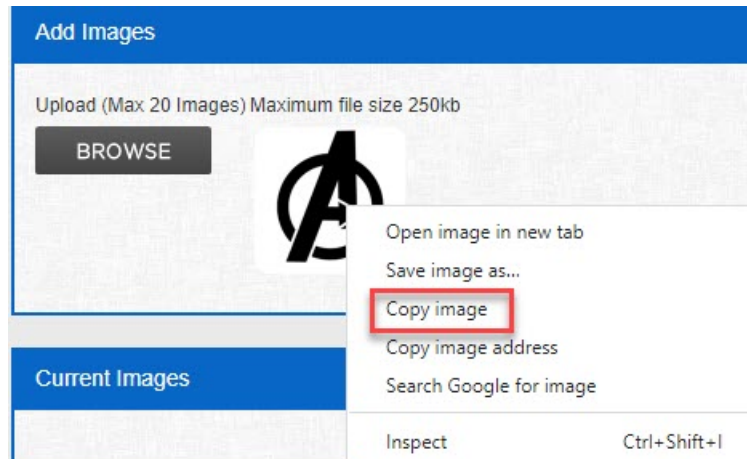 Add Images
Upload (Max 20 Images) Maximum file size 250kb
BROWSE
Open image in new tab
Save image as...
Copy image
Copy image address
Search Google for image
Current Images
Inspect Ctrl+Shift+I